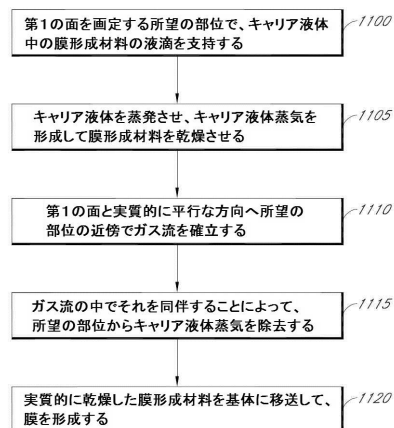 第1の面を画定する所望の部位で、キャリア液体
中の膜形成材料の液滴を支持する
1100
キャリア液体を蒸発させ、キャリア液体蒸気を
形成して膜形成材料を乾燥させる
1105
第1の面と実質的に平行な方向へ所望の
部位の近傍でガス流を確立する
1110
ガス流の中でそれを同伴することによって、
所望の部位からキャリア液体蒸気を除去する
1115
実質的に乾燥した膜形成材料を基体に移送して、
膜を形成する
1120